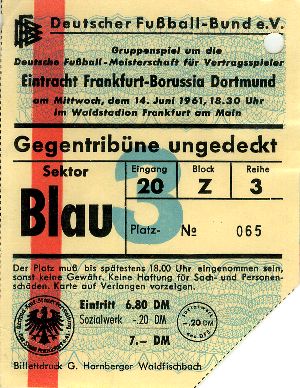 Deutscher Fußball-Bund e.V.
Gruppenspiel um die
Deutsche Fußball-Meisterschaft für Vertragsspieler
Eintracht Frankfurt-Borussia Dortmund
am Mittwoch, dem 14. Juni 1961, 18.30 Uhr
im Waldstadion Frankfurt am Main
Gegentribüne ungedeckt
Sektor
Blau
3
Eingang Block Reihe
20 Z 3
Platz- № 065
Der Platz muß bis spätestens 18.00 Uhr eingenommen sein,
sonst keine Gewähr. Keine Haftung für Sach- und Personen-
schäden. Karte auf Verlangen vorzeigen.
Eintritt 6.80 DM
Sozialwerk -.20 DM
7.- DM
Sozialwerk
-.20 DM
des DFB
Billettdruck G. Harnberger Waldfischbach